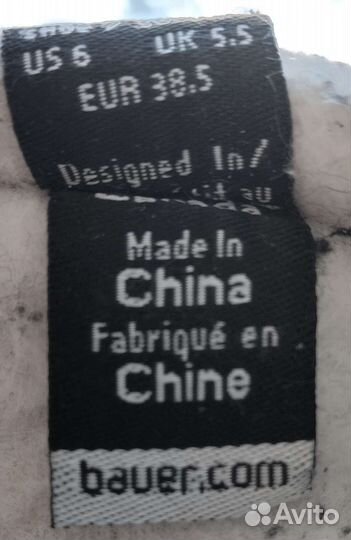 US 6 UK 5.5
EUR 38.5
Designed In/
au
Made In
China
Fabriqué en
Chine
bauer.com
Avito